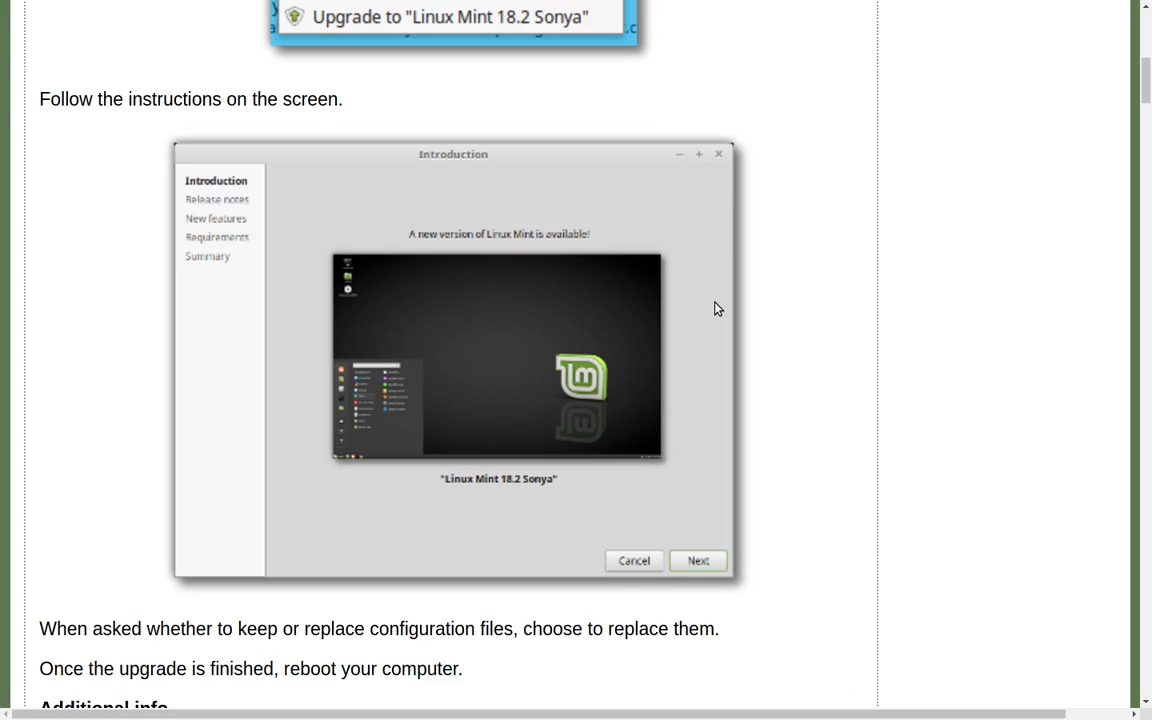 Upgrade to "Linux Mint 18.2 Sonya"
Follow the instructions on the screen.
Introduction
Introduction
Release notes
New features
Requirements
Summary
A new version of Linux Mint is available!
"Linux Mint 18.2 Sonya"
Cancel
Next
When asked whether to keep or replace configuration files, choose to replace them.
Once the upgrade is finished, reboot your computer.
Additional info